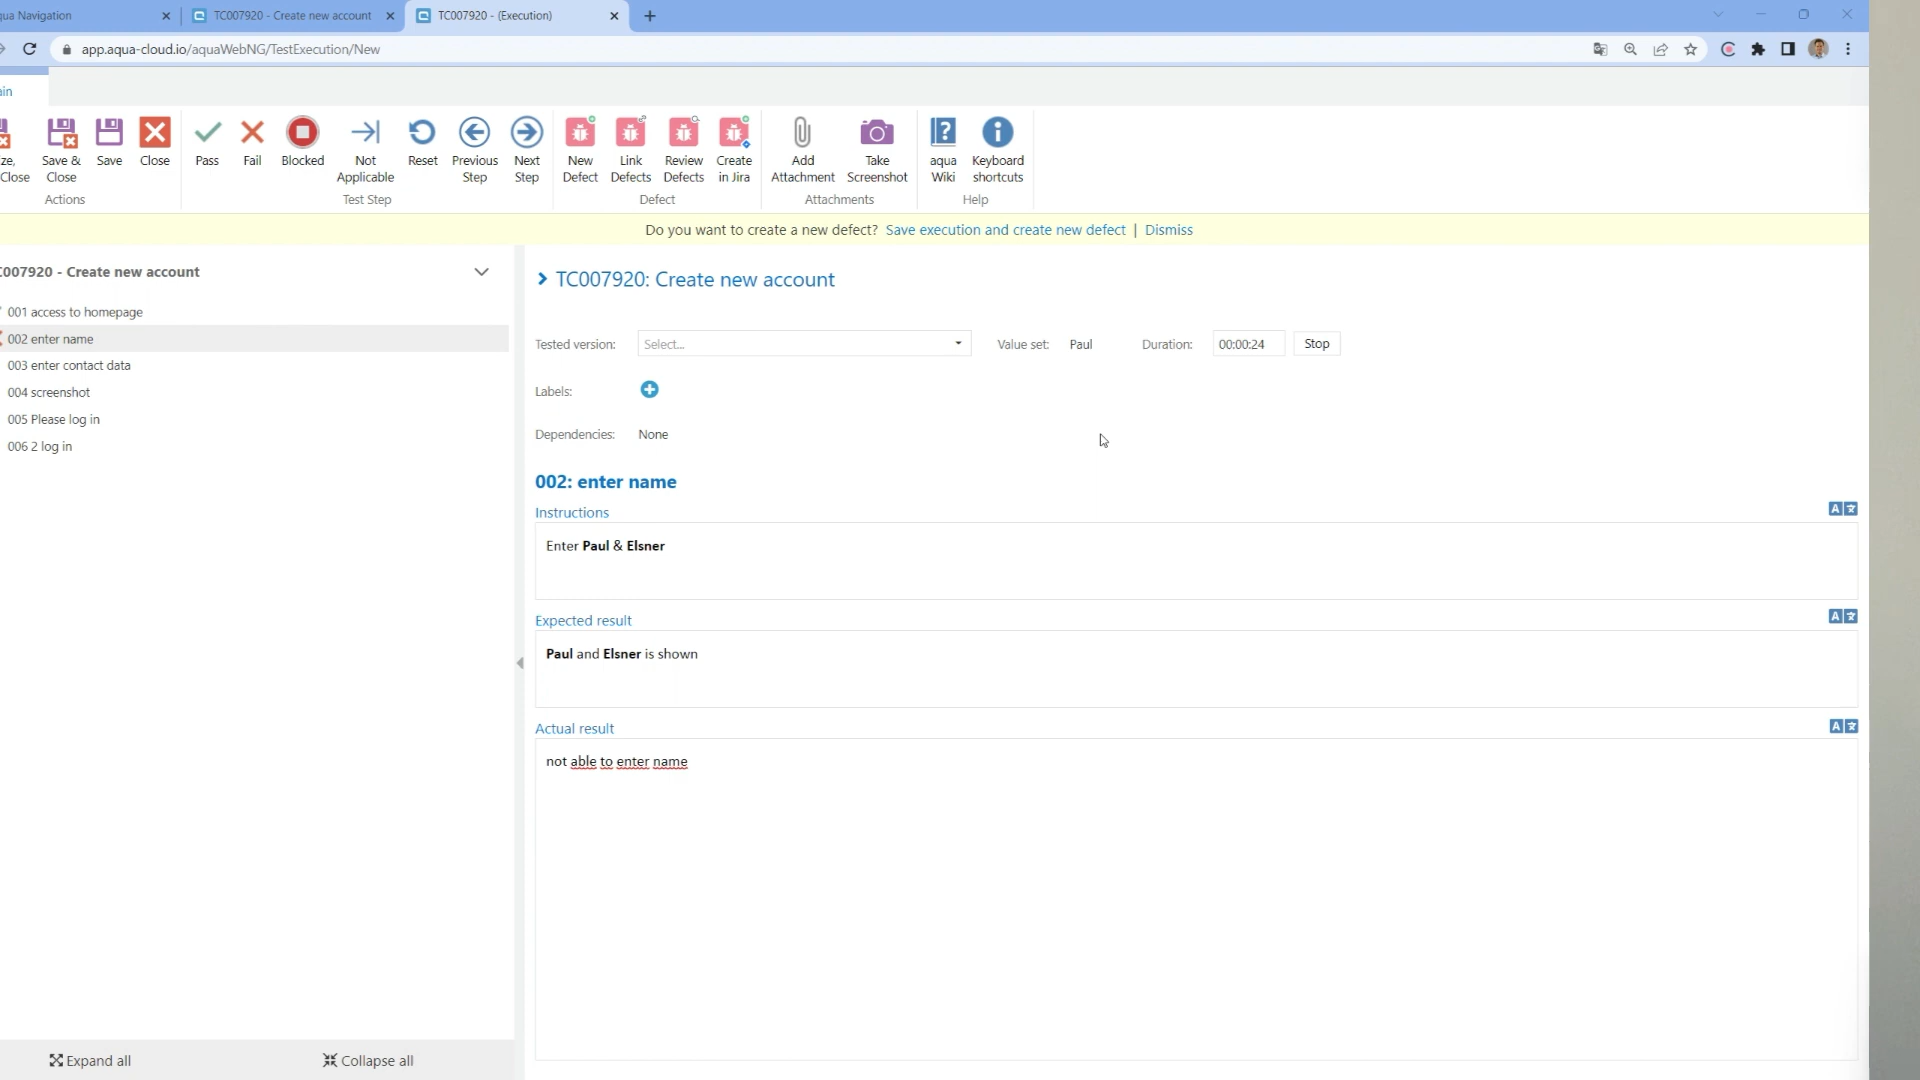 qua Navigation
TC007920 - Create new account
TC007920 - (Execution)
app.aqua-cloud.io/aquaWebNG/TestExecution/New
ain
ze,
Close
Save &
Close
Save
Close
Pass
Fail
Blocked
Not
Applicable
Reset
Previous
Step
Next
Step
New
Defect
Link
Defects
Review
Defects
Create
in Jira
Add
Attachment
Take
Screenshot
aqua
Wiki
Keyboard
shortcuts
Actions
Test Step
Defect
Attachments
Help
Do you want to create a new defect? Save execution and create new defect | Dismiss
C007920 - Create new account
001 access to homepage
002 enter name
003 enter contact data
004 screenshot
005 Please log in
006 2 log in
Expand all
Collapse all
TC007920: Create new account
Tested version: Select... Value set: Paul Duration: 00:00:24 Stop
Labels:
Dependencies: None
002: enter name
Instructions
Enter Paul & Elsner
Expected result
Paul and Elsner is shown
Actual result
not able to enter name